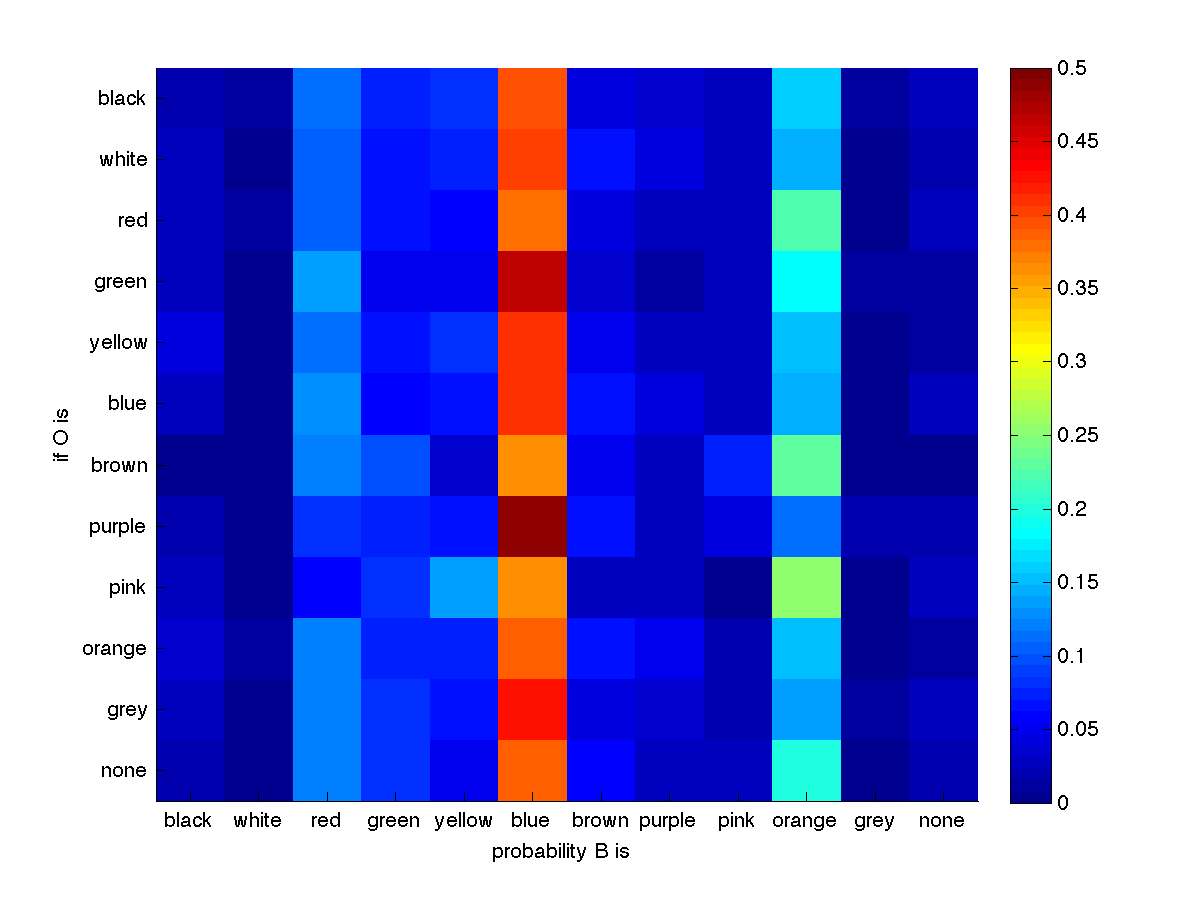 if O is
black
white
red
green
yellow
blue
brown
purple
pink
orange
grey
none
black white red green yellow blue brown purple pink orange grey none
probability B is
0.5
0.45
0.4
0.35
0.3
0.25
0.2
0.15
0.1
0.05
0